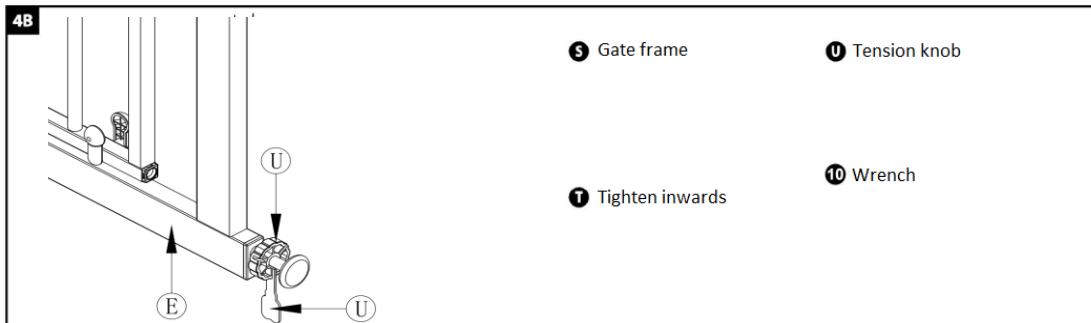 4B
S Gate frame
U Tension knob
T Tighten inwards
10 Wrench
U
E
U